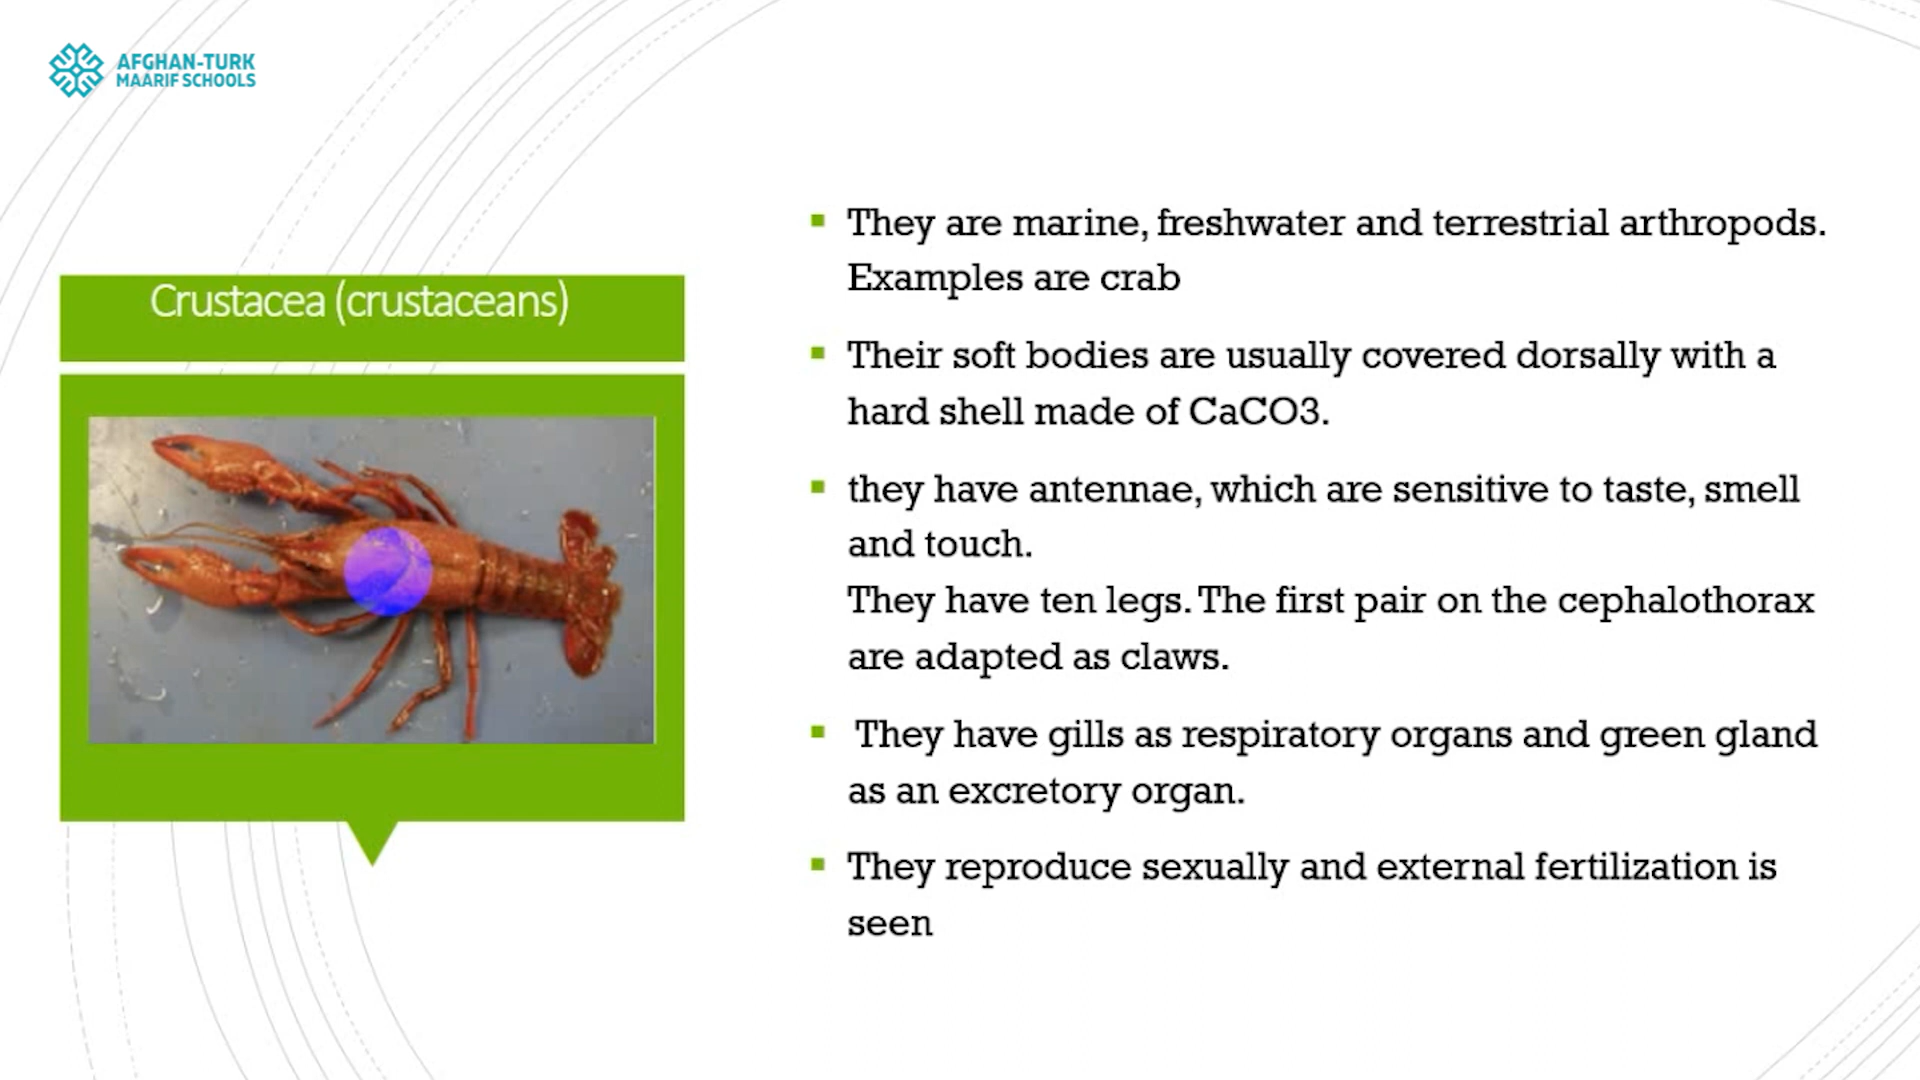 AFGHAN-TURK
MAARIF SCHOOLS
Crustacea (crustaceans)
They are marine, freshwater and terrestrial arthropods.
Examples are crab
Their soft bodies are usually covered dorsally with a
hard shell made of CaCO3.
they have antennae, which are sensitive to taste, smell
and touch.
They have ten legs. The first pair on the cephalothorax
are adapted as claws.
They have gills as respiratory organs and green gland
as an excretory organ.
They reproduce sexually and external fertilization is
seen